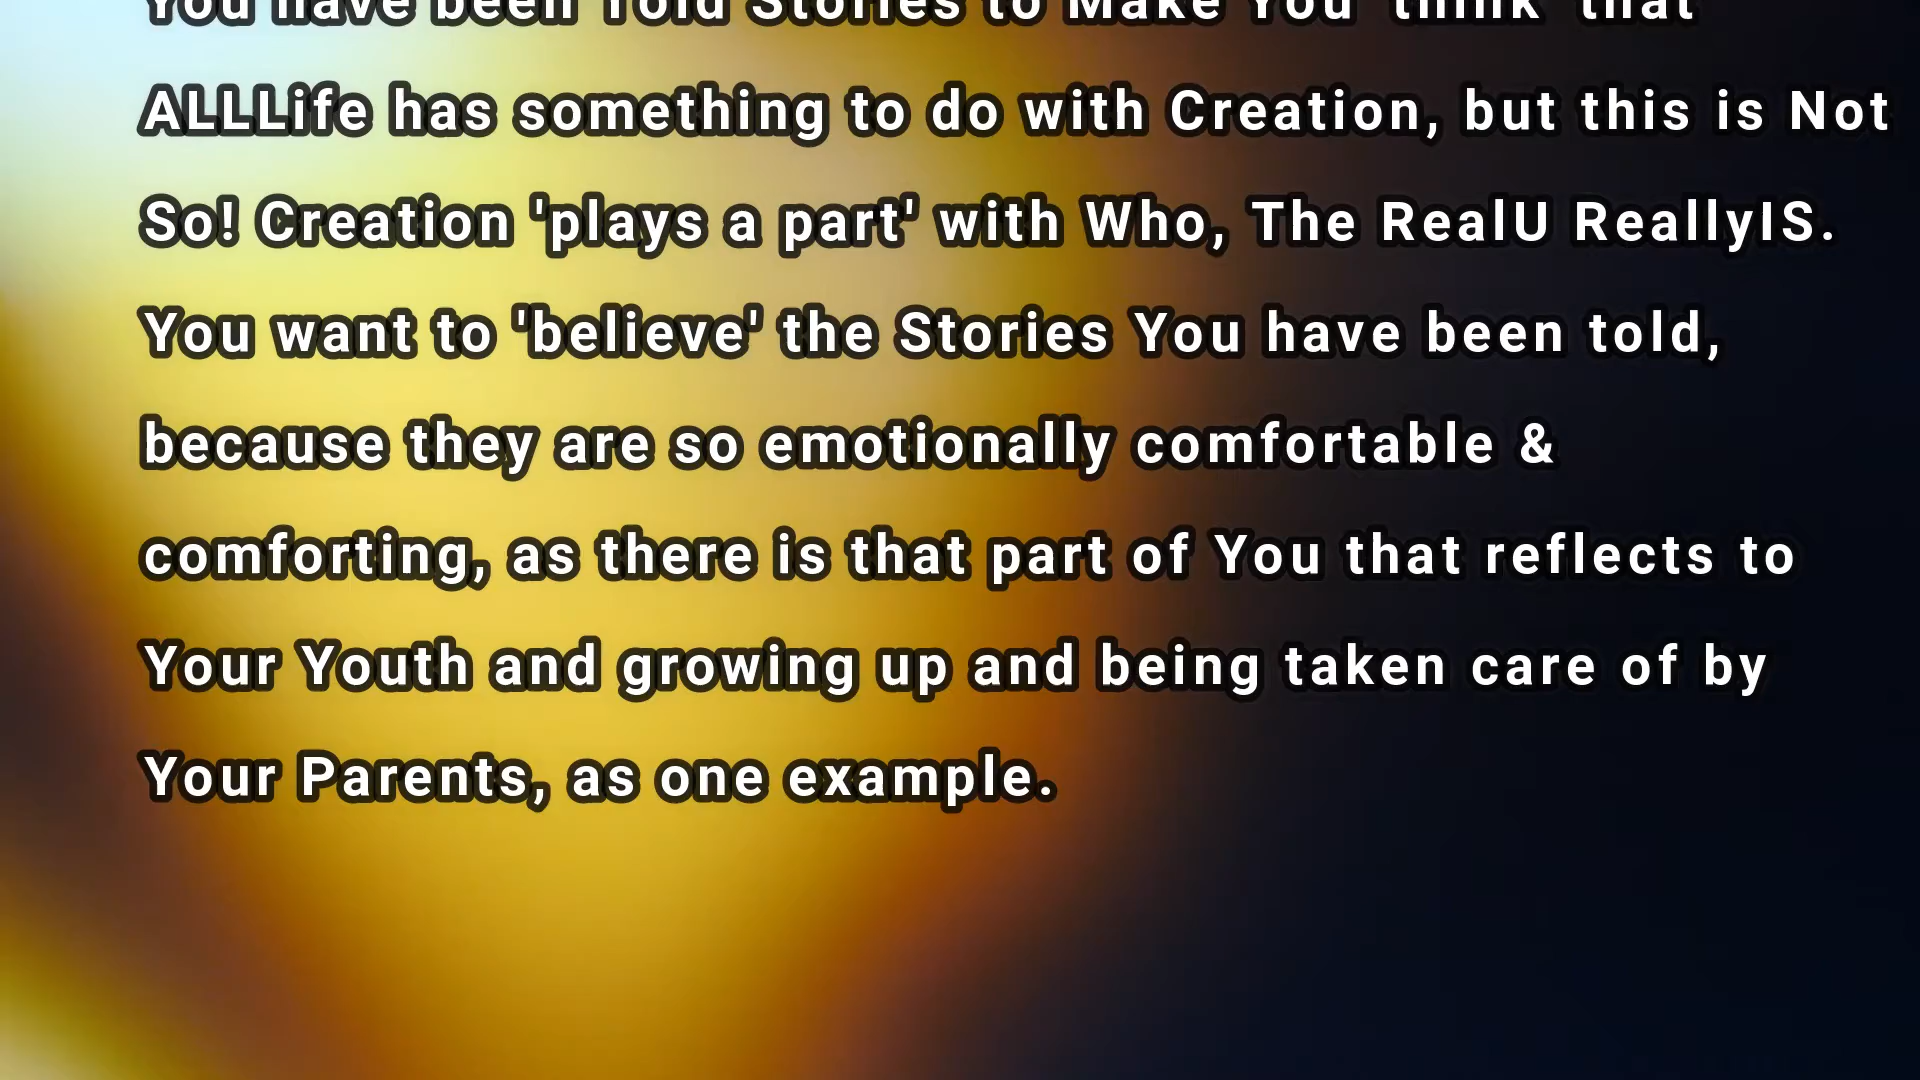 You have been Told Stories to Make You 'think' that
ALLLife has something to do with Creation, but this is Not
So! Creation 'plays a part' with Who, The RealU ReallyIS.
You want to 'believe' the Stories You have been told,
because they are so emotionally comfortable &
comforting, as there is that part of You that reflects to
Your Youth and growing up and being taken care of by
Your Parents, as one example.